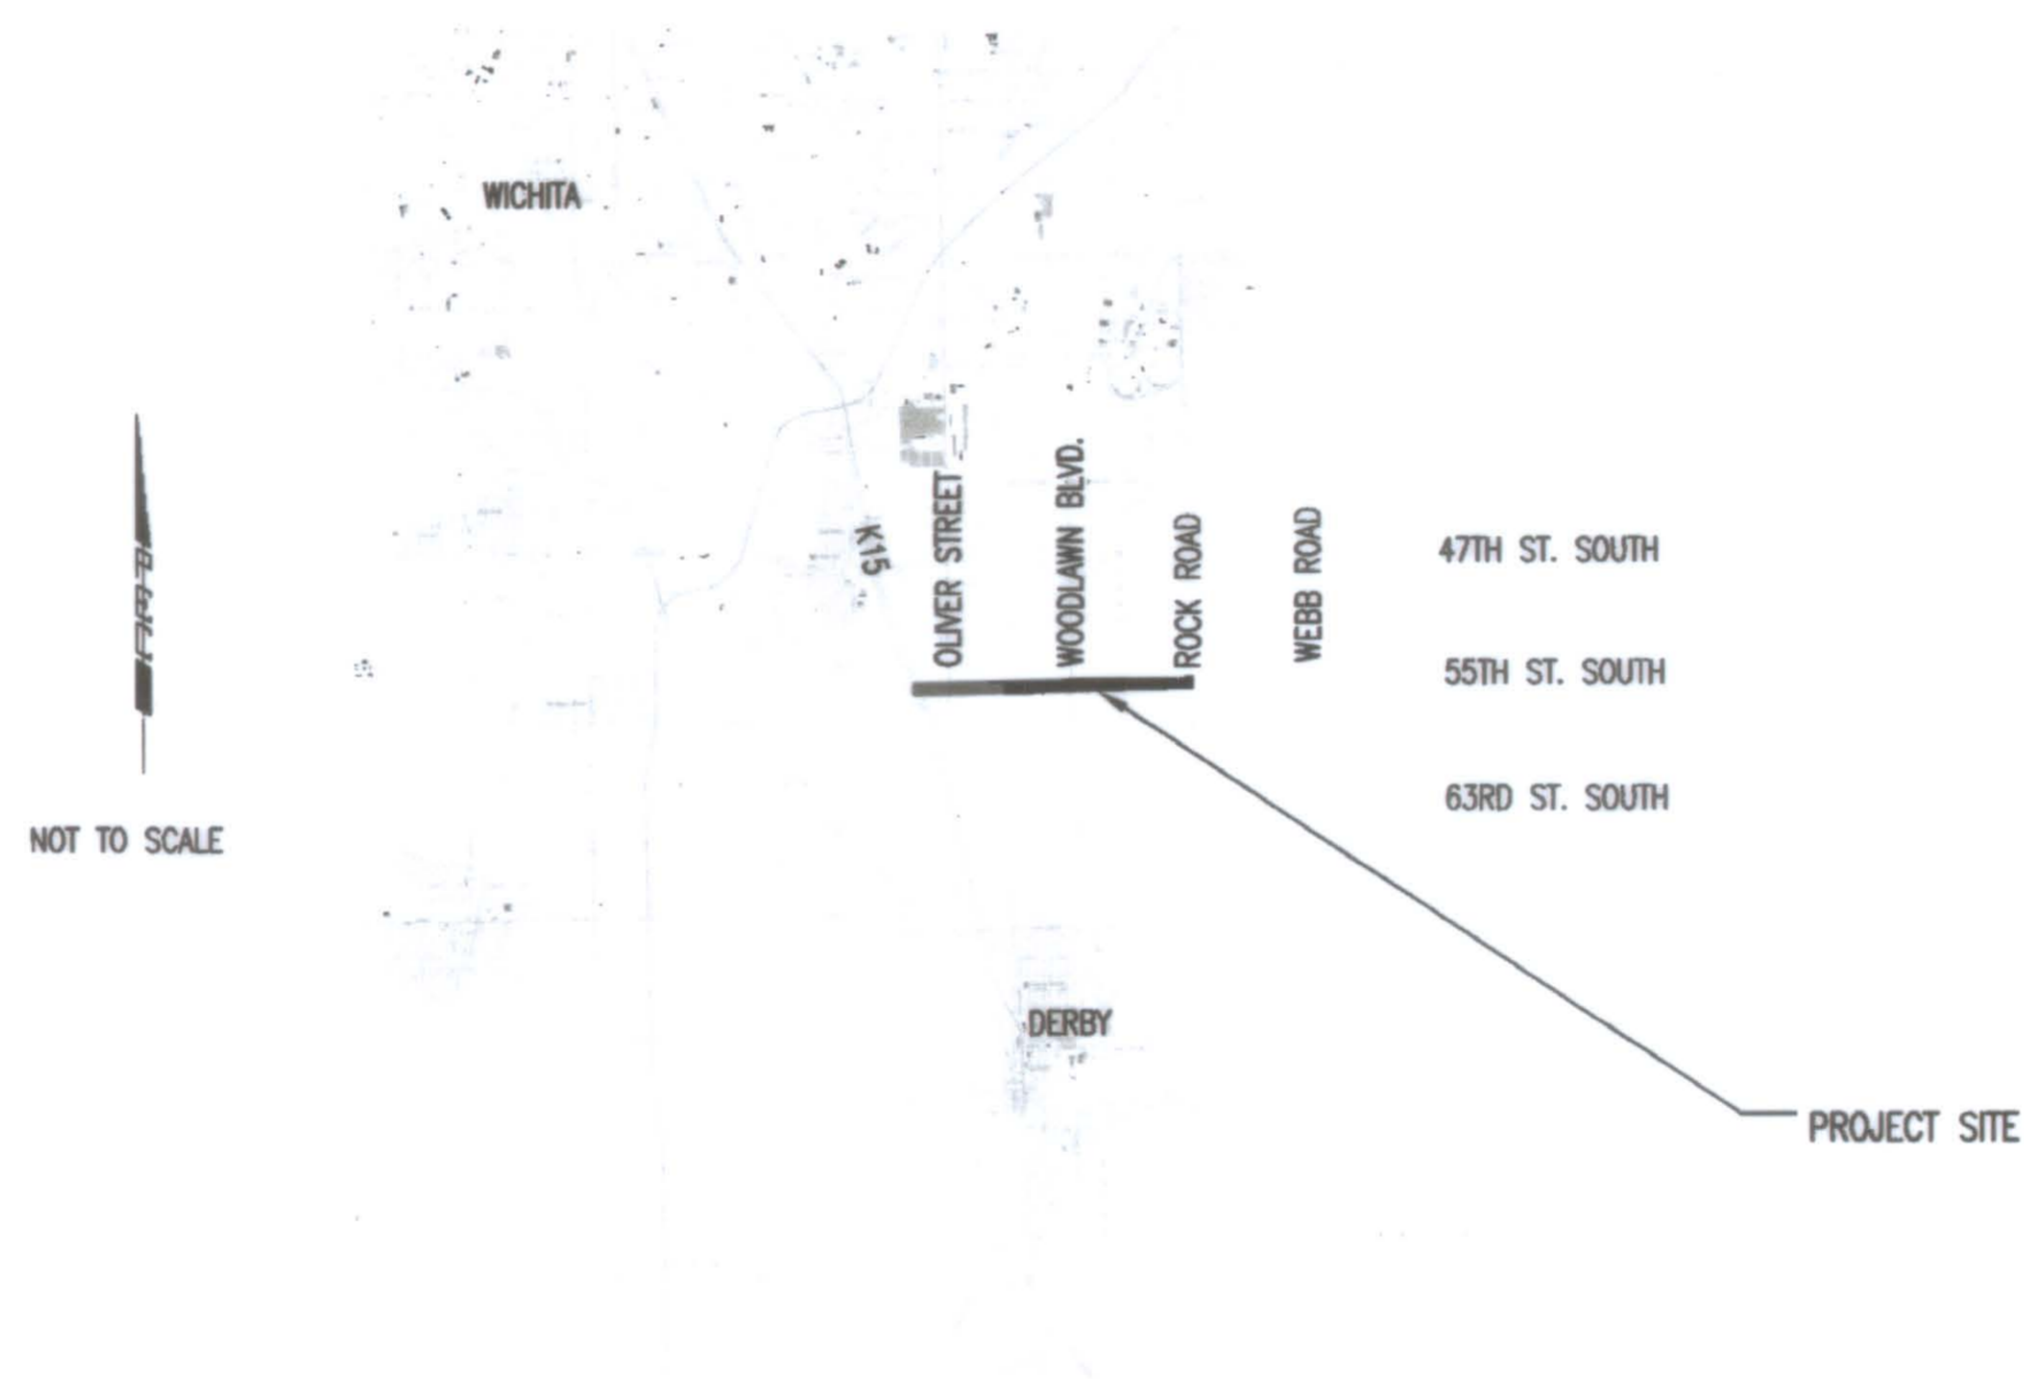 WICHITA
K15
OLIVER STREET
WOODLAWN BLVD.
ROCK ROAD
WEBB ROAD
47TH ST. SOUTH
55TH ST. SOUTH
63RD ST. SOUTH
NOT TO SCALE
DERBY
PROJECT SITE